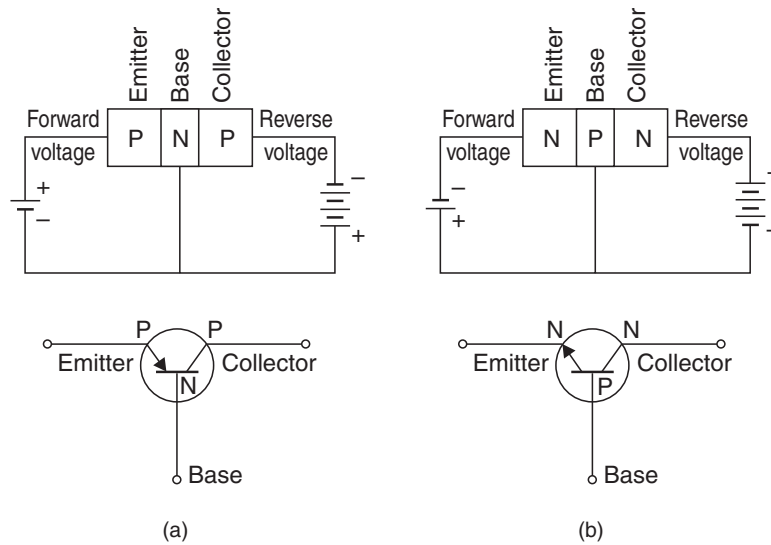 Emitter
Base
Collector
Forward
voltage
P
N
P
Reverse
voltage
+
–
–
+
P
P
Emitter
N
Collector
Base
(a)
Emitter
Base
Collector
Forward
voltage
N
P
N
Reverse
voltage
–
+
N
N
Emitter
P
Collector
Base
(b)